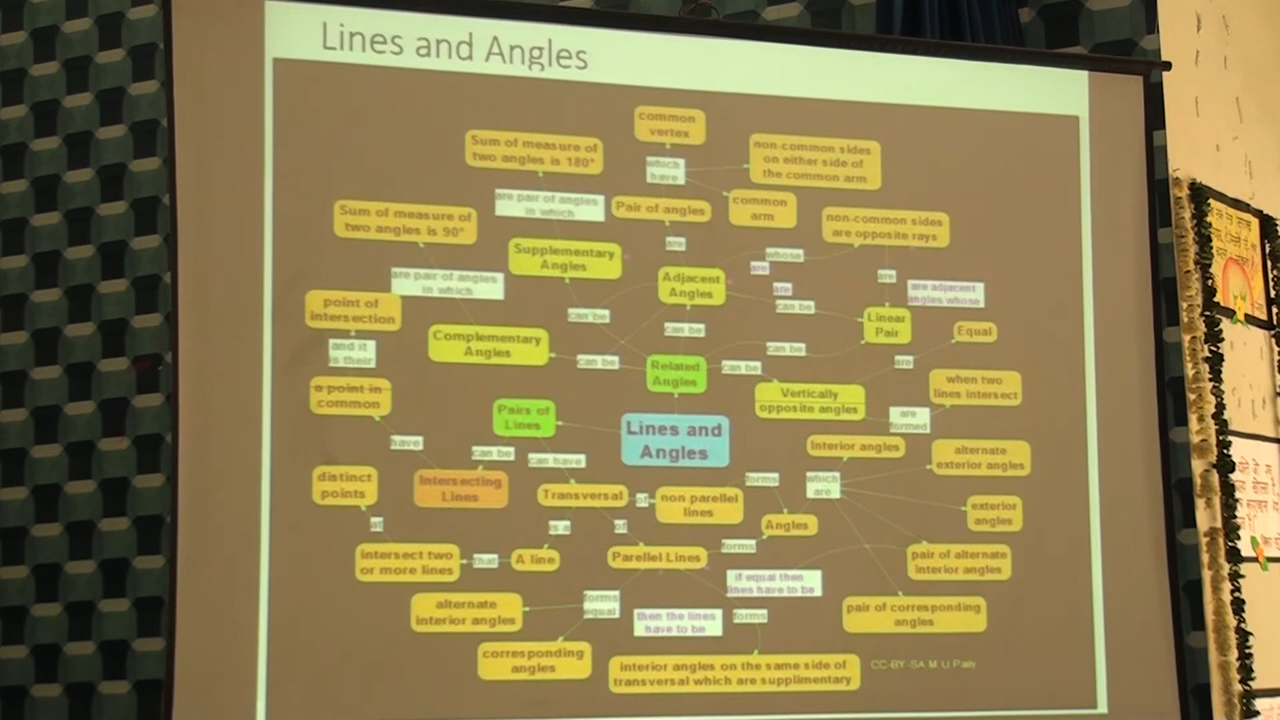 Lines and Angles
common
vertex
Sum of measure of
two angles is 180°
which
have
non-common sides
on either side of
the common arm
are pair of angles
in which
Pair of angles
common
arm
Sum of measure of
two angles is 90°
non-common sides
are opposite rays
Supplementary
Angles
are
whose
are
are pair of angles
in which
Adjacent
Angles
are
are
are adjacent
angles whose
can be
point of
intersection
can be
Linear
Pair
Equal
can be
Complementary
Angles
and it
is their
can be
can be
Related
Angles
can be
are
when two
lines intersect
a point in
common
Vertically
opposite angles
are
formed
Pairs of
Lines
Lines and
Angles
Interior angles
have
can be
can have
alternate
exterior angles
distinct
points
Intersecting
Lines
Transversal
of
non parellel
lines
forms
which
are
exterior
angles
Angles
at
is a
of
intersect two
or more lines
that
A line
Parellel Lines
forms
pair of alternate
interior angles
if equal then
lines have to be
alternate
interior angles
forms
equal
then the lines
have to be
forms
pair of corresponding
angles
corresponding
angles
interior angles on the same side of
transversal which are supplimentary
CC-BY-SA M U Paily